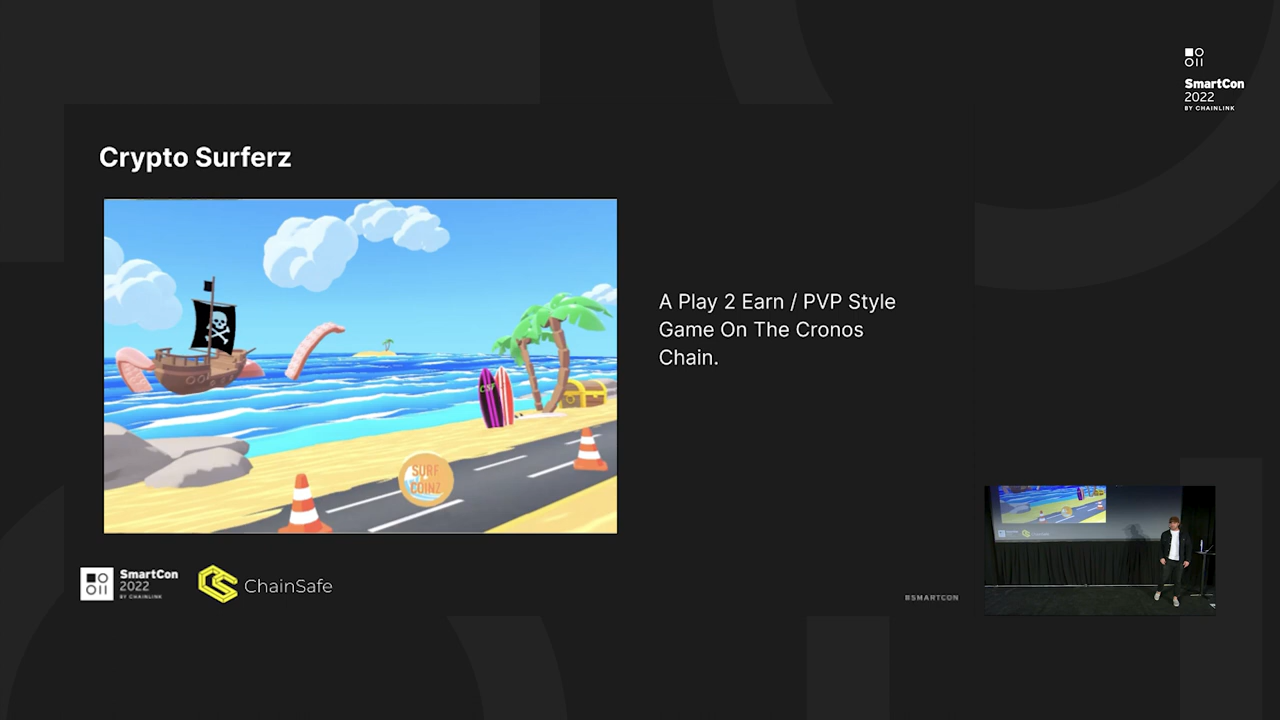 SmartCon
2022
BY CHAINLINK
Crypto Surferz
SURF
COINZ
A Play 2 Earn / PVP Style
Game On The Cronos
Chain.
SmartCon
2022
BY CHAINLINK
ChainSafe
#SMARTCON